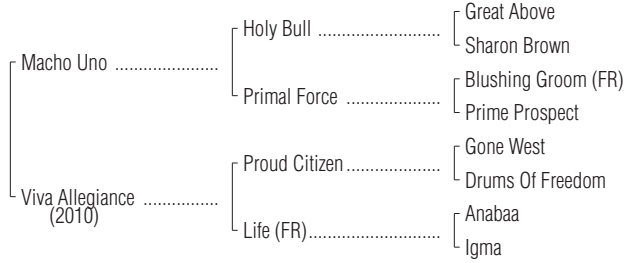 Great Above
Holy Bull ........................
Sharon Brown
Macho Uno ....................
Blushing Groom (FR)
Primal Force ..................
Prime Prospect
Gone West
Proud Citizen..................
Drums Of Freedom
Viva Allegiance ...............
(2010)
Anabaa
Life (FR)..........................
Igma